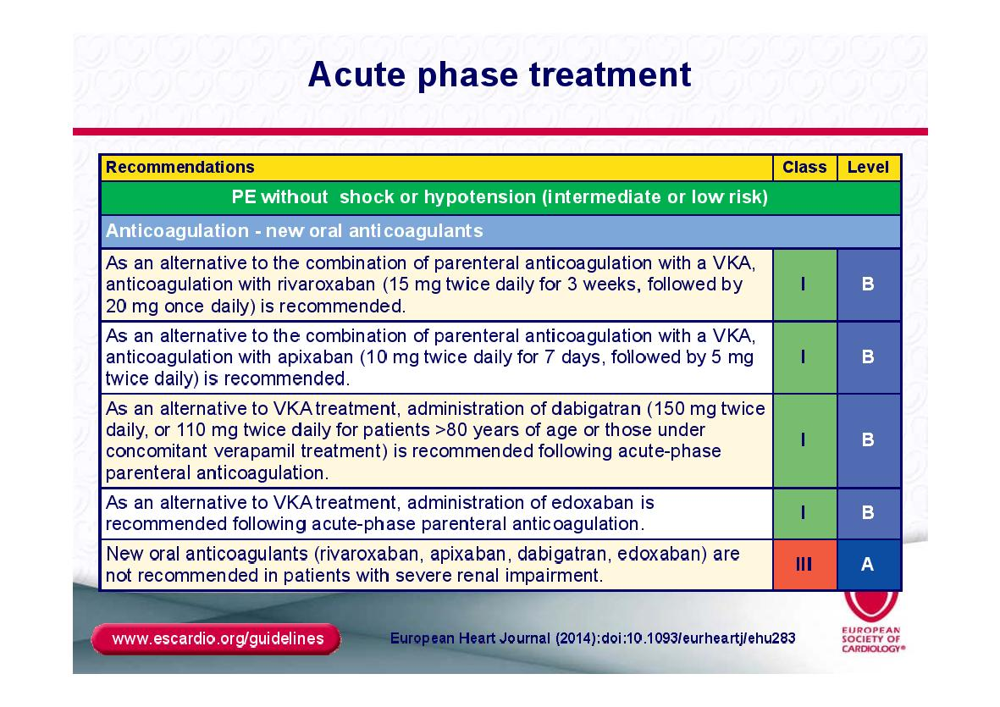 Acute phase treatment
Recommendations Class Level
PE without shock or hypotension (intermediate or low risk)
Anticoagulation - new oral anticoagulants
As an alternative to the combination of parenteral anticoagulation with a VKA,
anticoagulation with rivaroxaban (15 mg twice daily for 3 weeks, followed by
20 mg once daily) is recommended.
I B
As an alternative to the combination of parenteral anticoagulation with a VKA,
anticoagulation with apixaban (10 mg twice daily for 7 days, followed by 5 mg
twice daily) is recommended.
I B
As an alternative to VKA treatment, administration of dabigatran (150 mg twice
daily, or 110 mg twice daily for patients >80 years of age or those under
concomitant verapamil treatment) is recommended following acute-phase
parenteral anticoagulation.
I B
As an alternative to VKA treatment, administration of edoxaban is
recommended following acute-phase parenteral anticoagulation.
I B
New oral anticoagulants (rivaroxaban, apixaban, dabigatran, edoxaban) are
not recommended in patients with severe renal impairment.
III A
www.escardio.org/guidelines
European Heart Journal (2014):doi:10.1093/eurheartj/ehu283
EUROPEAN
SOCIETY OF
CARDIOLOGY®